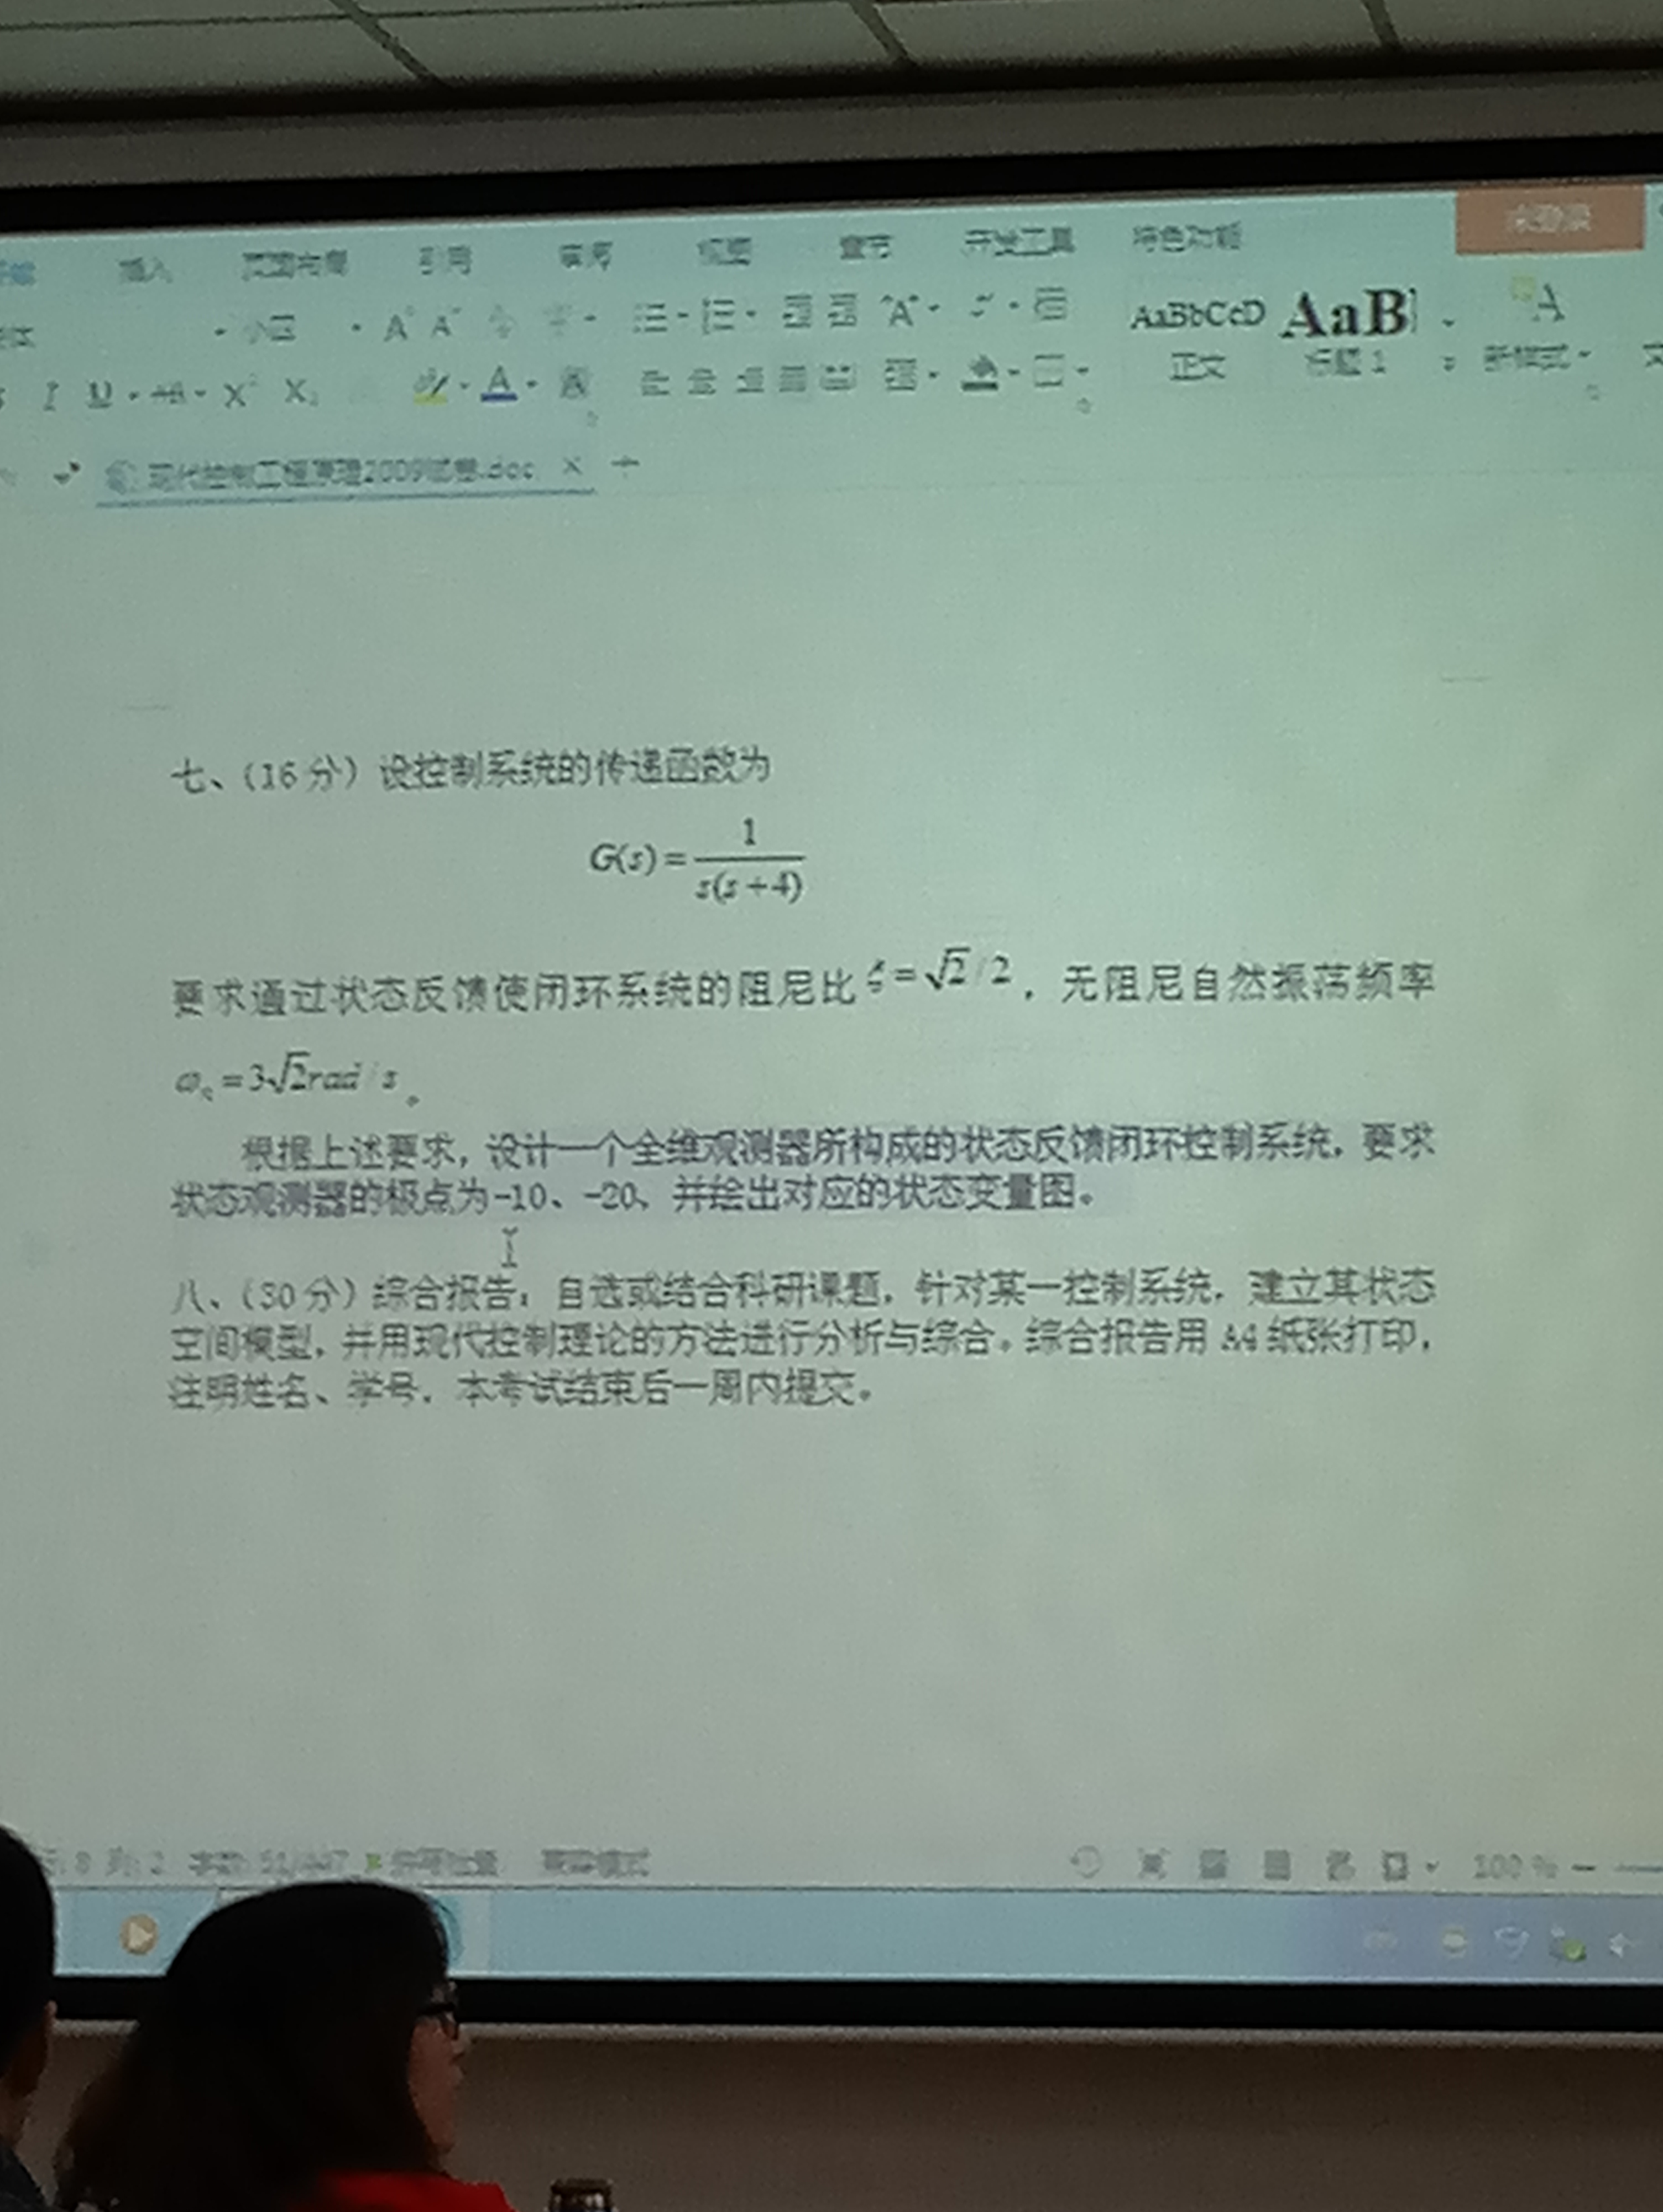 插入 页面布局 引用 审阅 视图 章节 开发工具 特色功能 未登录
小四 A A A
I U X² X₂ A
AaBbCcD AaB
正文 标题 1 新样式
现代控制工程原理2009试卷.doc × +
七、（16 分）设控制系统的传递函数为
G(s) = 1 / s(s+4)
要求通过状态反馈使闭环系统的阻尼比 ξ = √2 / 2 ，无阻尼自然振荡频率
ωₙ = 3√2 rad / s 。
根据上述要求，设计一个全维观测器所构成的状态反馈闭环控制系统，要求
状态观测器的极点为-10、-20，并绘出对应的状态变量图。
八、（30 分）综合报告：自选或结合科研课题，针对某一控制系统，建立其状态
空间模型，并用现代控制理论的方法进行分析与综合。综合报告用 A4 纸张打印，
注明姓名、学号，本考试结束后一周内提交。
100 %